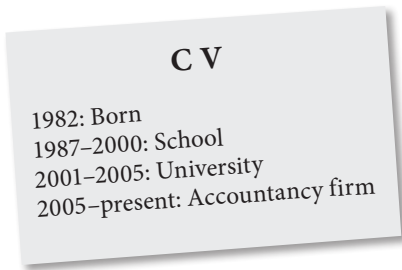 C V
1982: Born
1987–2000: School
2001–2005: University
2005–present: Accountancy firm